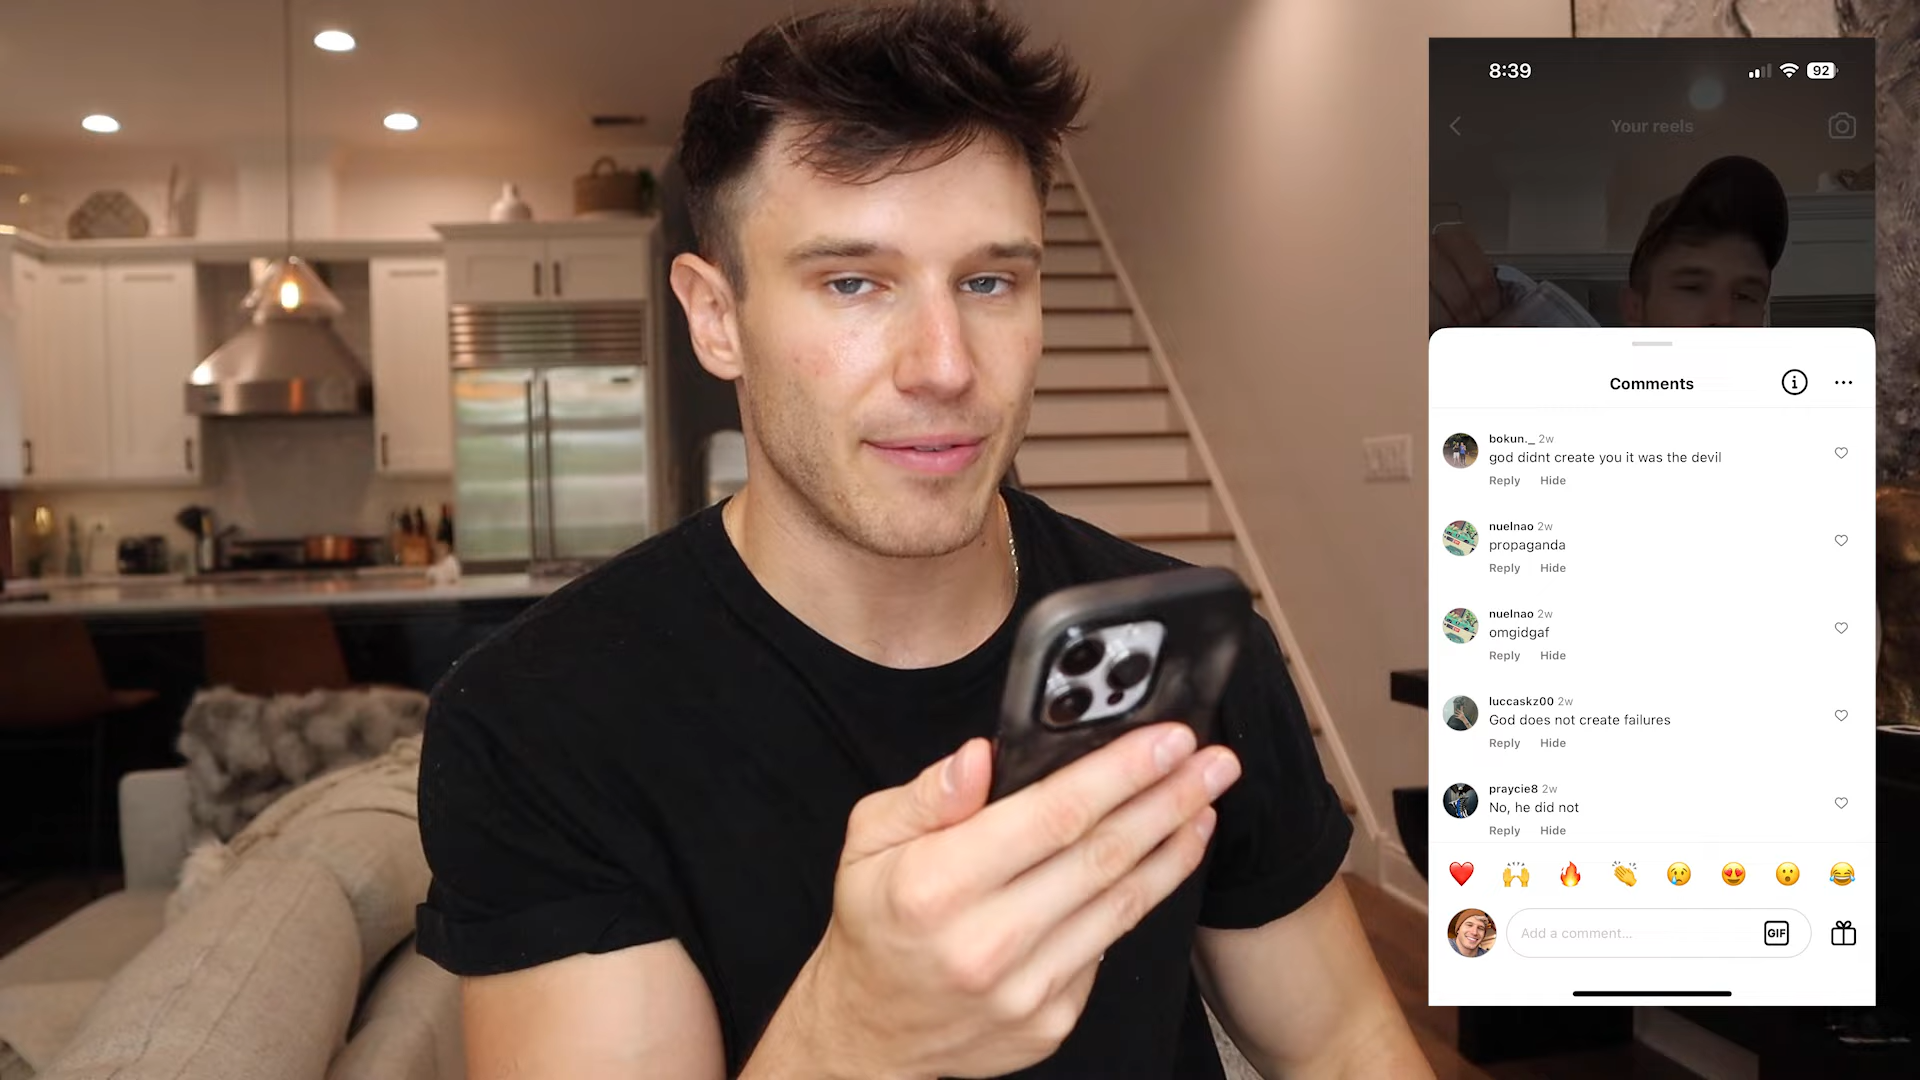 8:39
92
Your reels
Comments
bokun._ 2w
god didnt create you it was the devil
Reply Hide
nuelnao 2w
propaganda
Reply Hide
nuelnao 2w
omgidgaf
Reply Hide
luccaskz00 2w
God does not create failures
Reply Hide
praycie8 2w
No, he did not
Reply Hide
Add a comment...
GIF